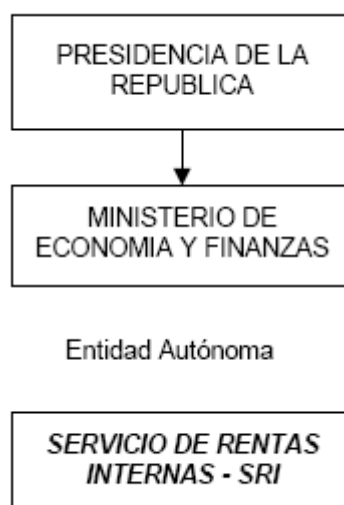 PRESIDENCIA DE LA
REPUBLICA
MINISTERIO DE
ECONOMIA Y FINANZAS
Entidad Autónoma
SERVICIO DE RENTAS
INTERNAS - SRI